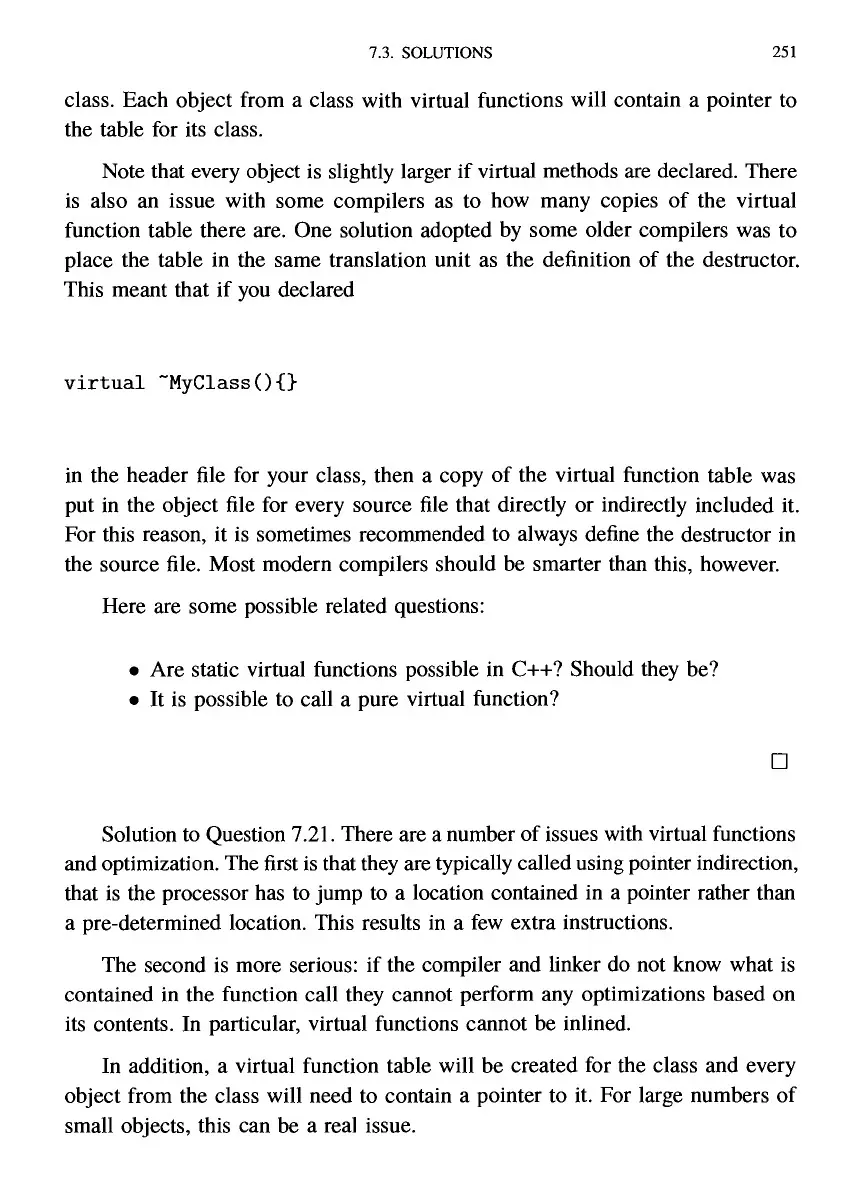 7.3. SOLUTIONS 251
class. Each object from a class with virtual functions will contain a pointer to
the table for its class.
Note that every object is slightly larger if virtual methods are declared. There
is also an issue with some compilers as to how many copies of the virtual
function table there are. One solution adopted by some older compilers was to
place the table in the same translation unit as the definition of the destructor.
This meant that if you declared
virtual ~MyClass(){}
in the header file for your class, then a copy of the virtual function table was
put in the object file for every source file that directly or indirectly included it.
For this reason, it is sometimes recommended to always define the destructor in
the source file. Most modern compilers should be smarter than this, however.
Here are some possible related questions:
• Are static virtual functions possible in C++? Should they be?
• It is possible to call a pure virtual function?
□
Solution to Question 7.21. There are a number of issues with virtual functions
and optimization. The first is that they are typically called using pointer indirection,
that is the processor has to jump to a location contained in a pointer rather than
a pre-determined location. This results in a few extra instructions.
The second is more serious: if the compiler and linker do not know what is
contained in the function call they cannot perform any optimizations based on
its contents. In particular, virtual functions cannot be inlined.
In addition, a virtual function table will be created for the class and every
object from the class will need to contain a pointer to it. For large numbers of
small objects, this can be a real issue.